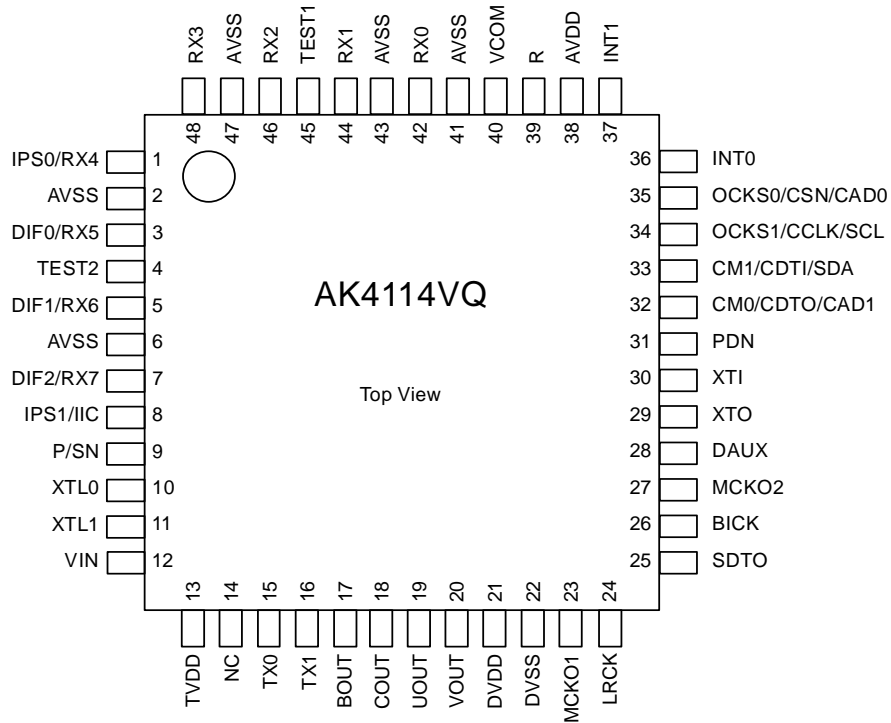 RX3
AVSS
RX2
TEST1
RX1
AVSS
RX0
AVSS
VCOM
R
AVDD
INT1
48
47
46
45
44
43
42
41
40
39
38
37
IPS0/RX4 1
AVSS 2
DIF0/RX5 3
TEST2 4
DIF1/RX6 5
AVSS 6
DIF2/RX7 7
IPS1/IIC 8
P/SN 9
XTL0 10
XTL1 11
VIN 12
AK4114VQ
Top View
36 INT0
35 OCKS0/CSN/CAD0
34 OCKS1/CCLK/SCL
33 CM1/CDTI/SDA
32 CM0/CDTO/CAD1
31 PDN
30 XTI
29 XTO
28 DAUX
27 MCKO2
26 BICK
25 SDTO
13
14
15
16
17
18
19
20
21
22
23
24
TVDD
NC
TX0
TX1
BOUT
COUT
UOUT
VOUT
DVDD
DVSS
MCKO1
LRCK